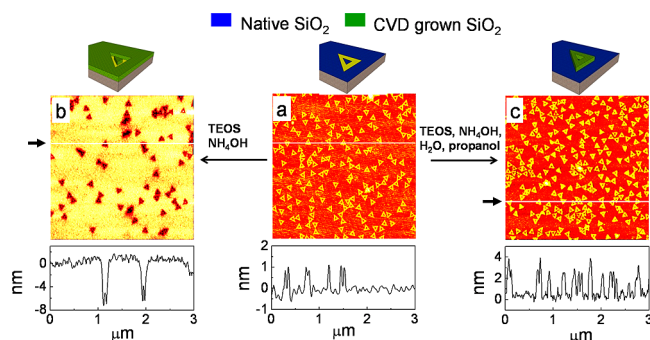 Native SiO2
CVD grown SiO2
b
a
c
TEOS
NH4OH
TEOS, NH4OH,
H2O, propanol
nm
0
-4
-8
0
1
2
3
μm
nm
2
1
0
-1
0
1
2
3
μm
nm
4
2
0
0
1
2
3
μm